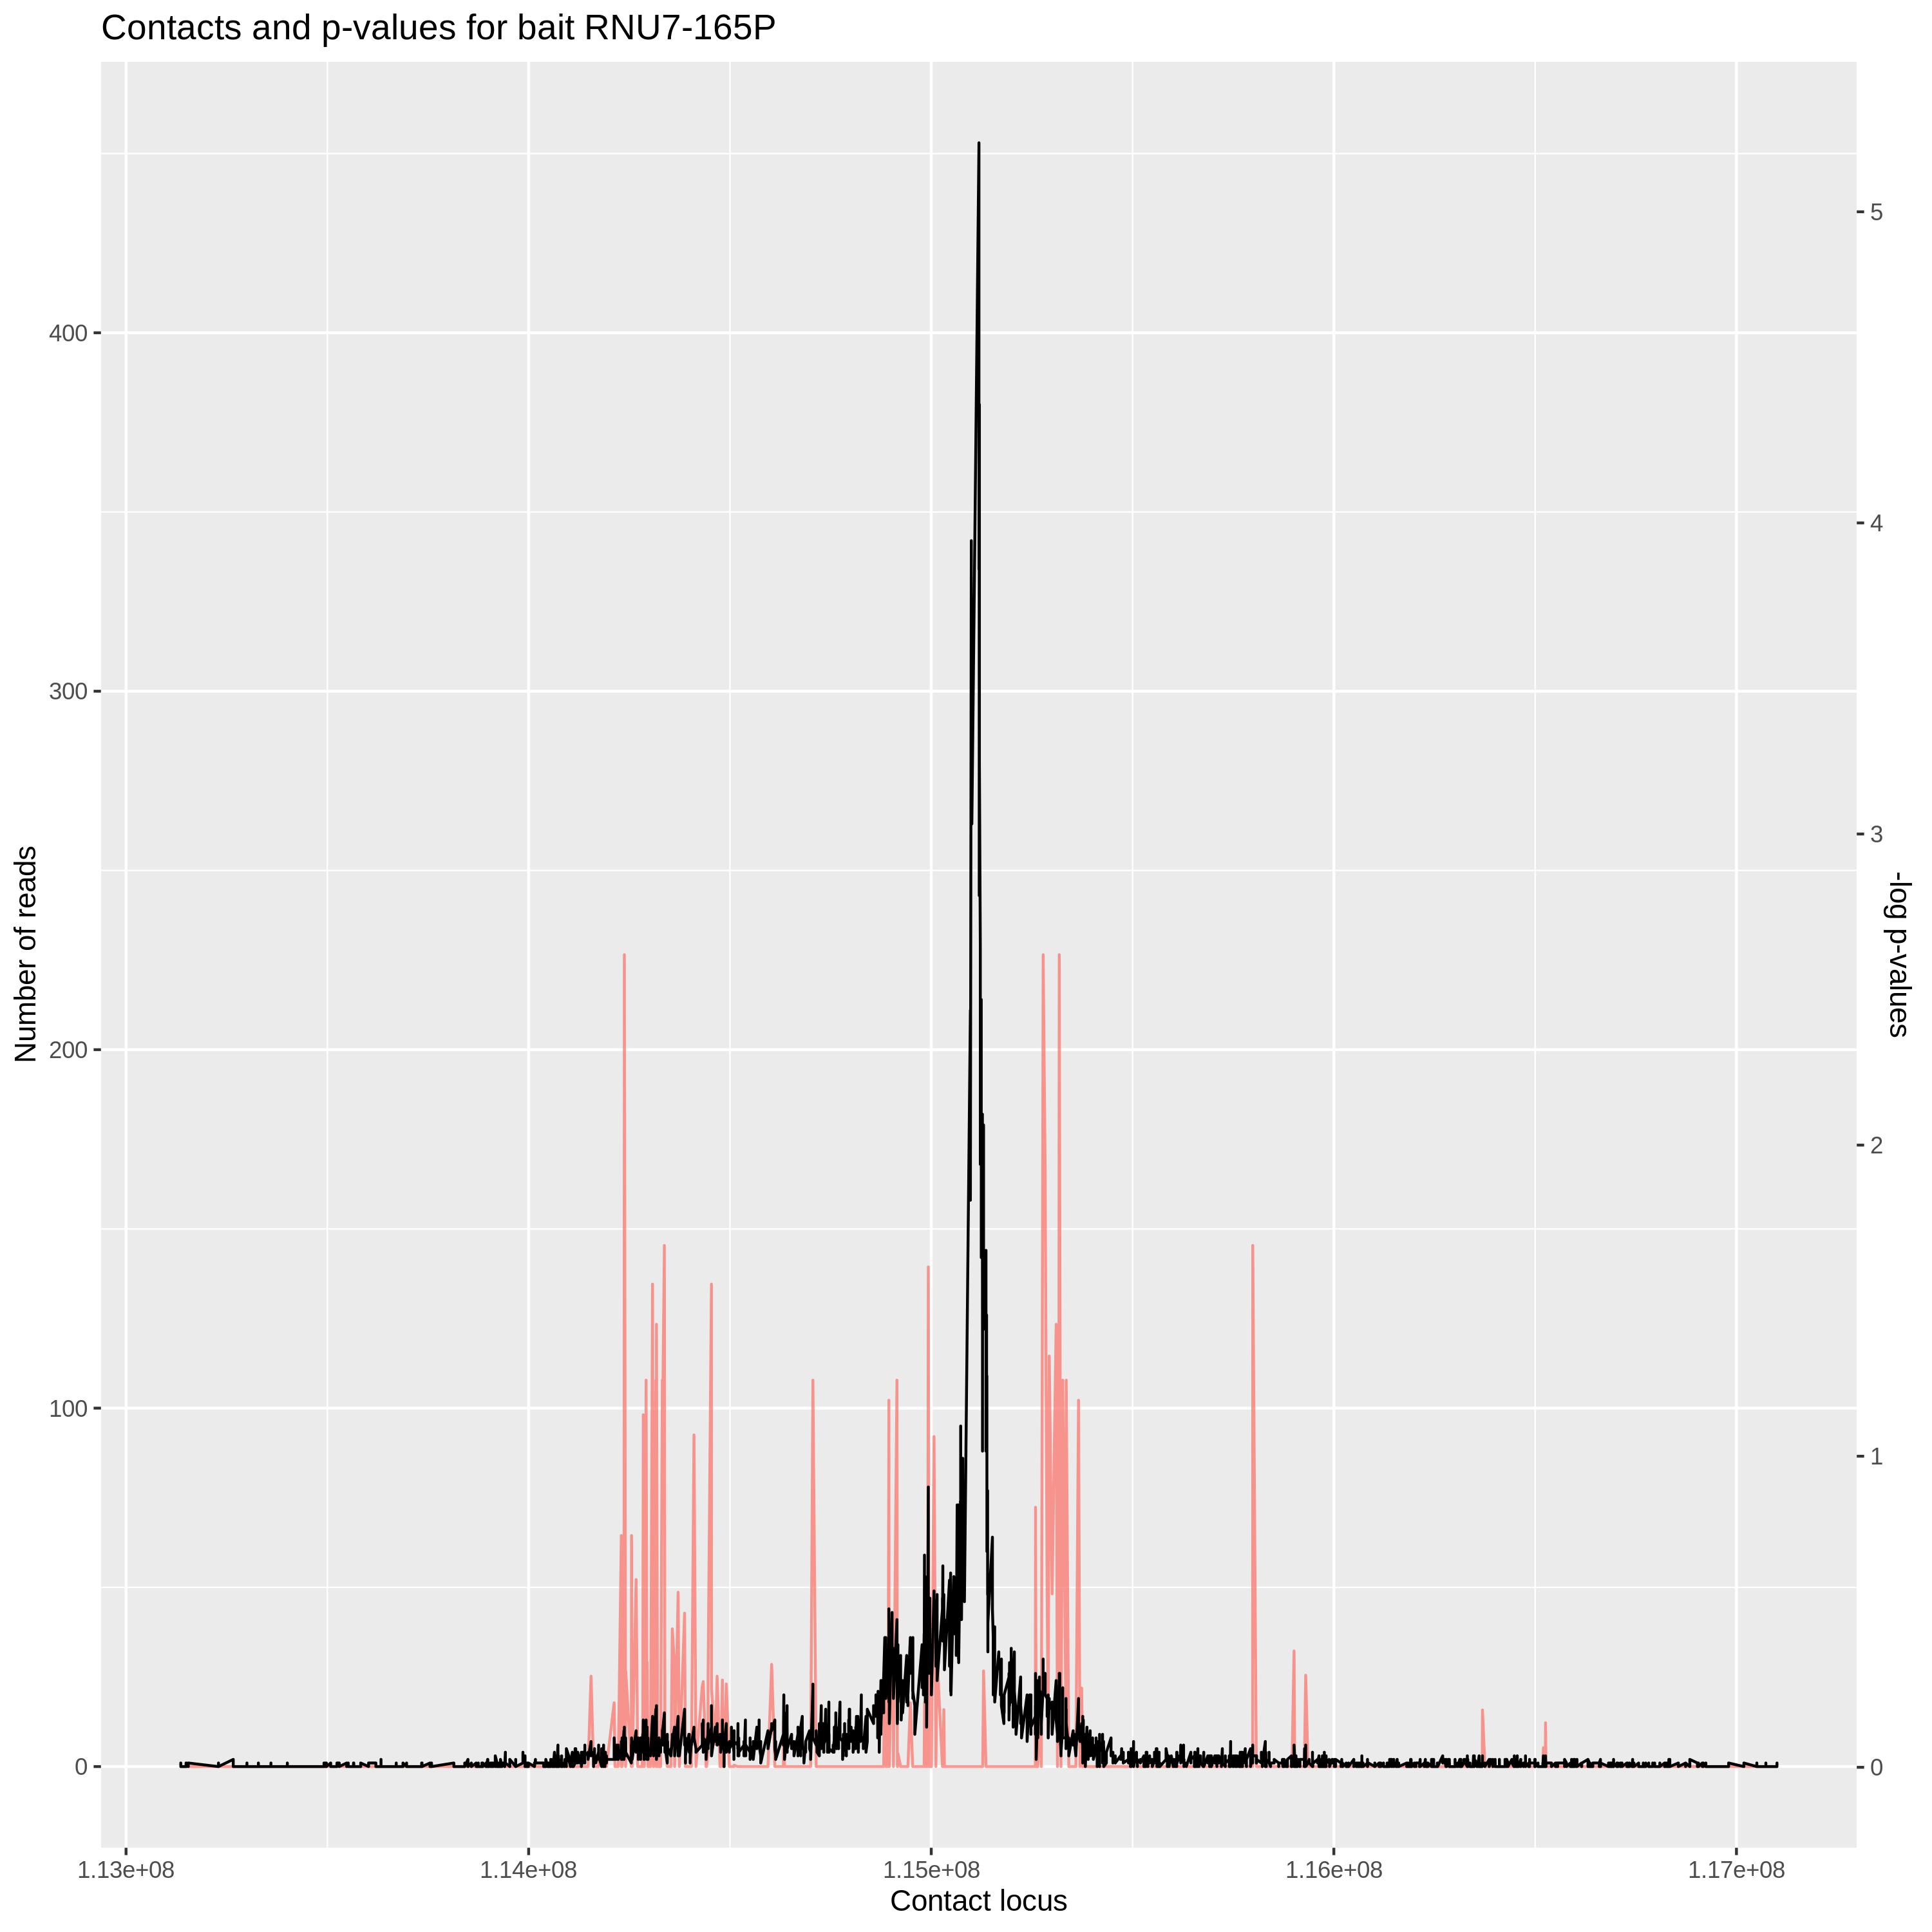 Contacts and p-values for bait RNU7-165P
Number of reads
400
300
200
100
0
5
4
3
2
1
0
-log p-values
1.13e+08
1.14e+08
1.15e+08
1.16e+08
1.17e+08
Contact locus